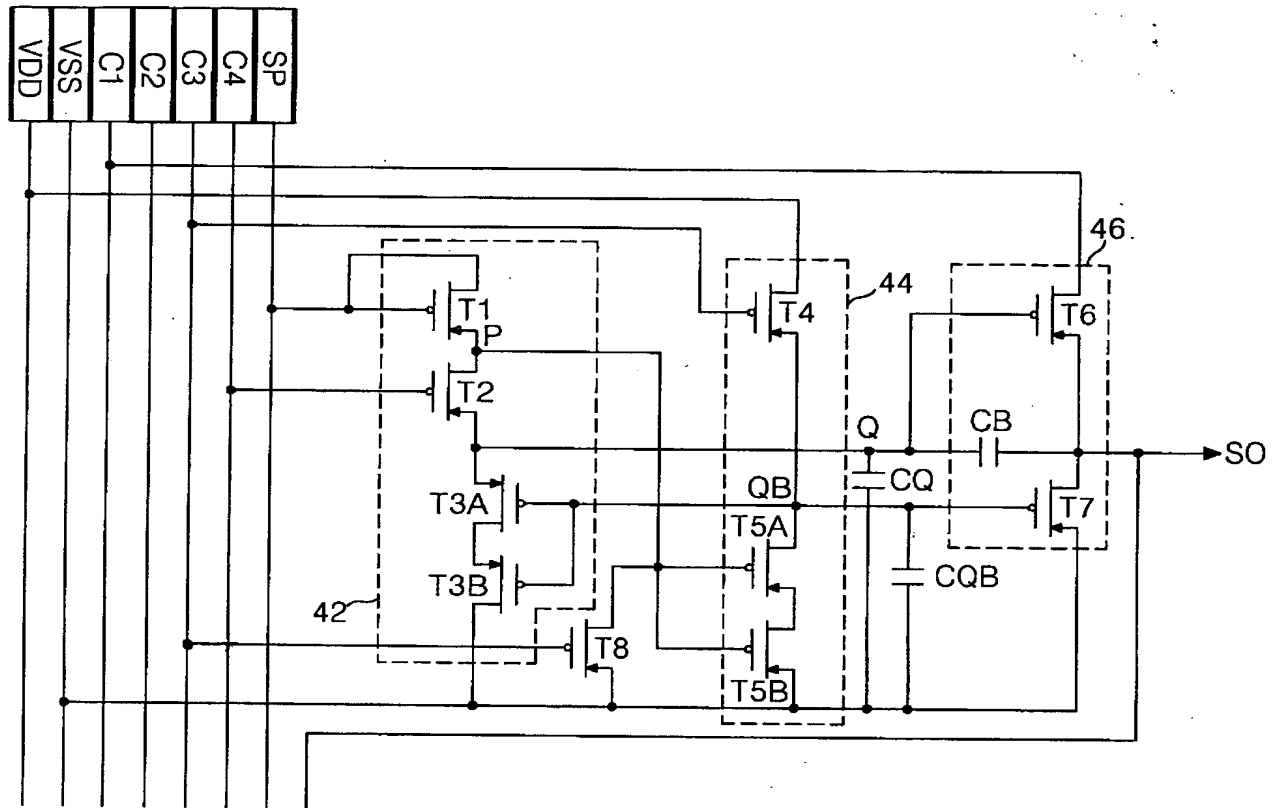 VDD
VSS
C1
C2
C3
C4
SP
46
44
T1
P
T4
T6
T2
Q
CB
SO
CQ
T3A
QB
T7
T5A
T3B
CQB
42
T8
T5B